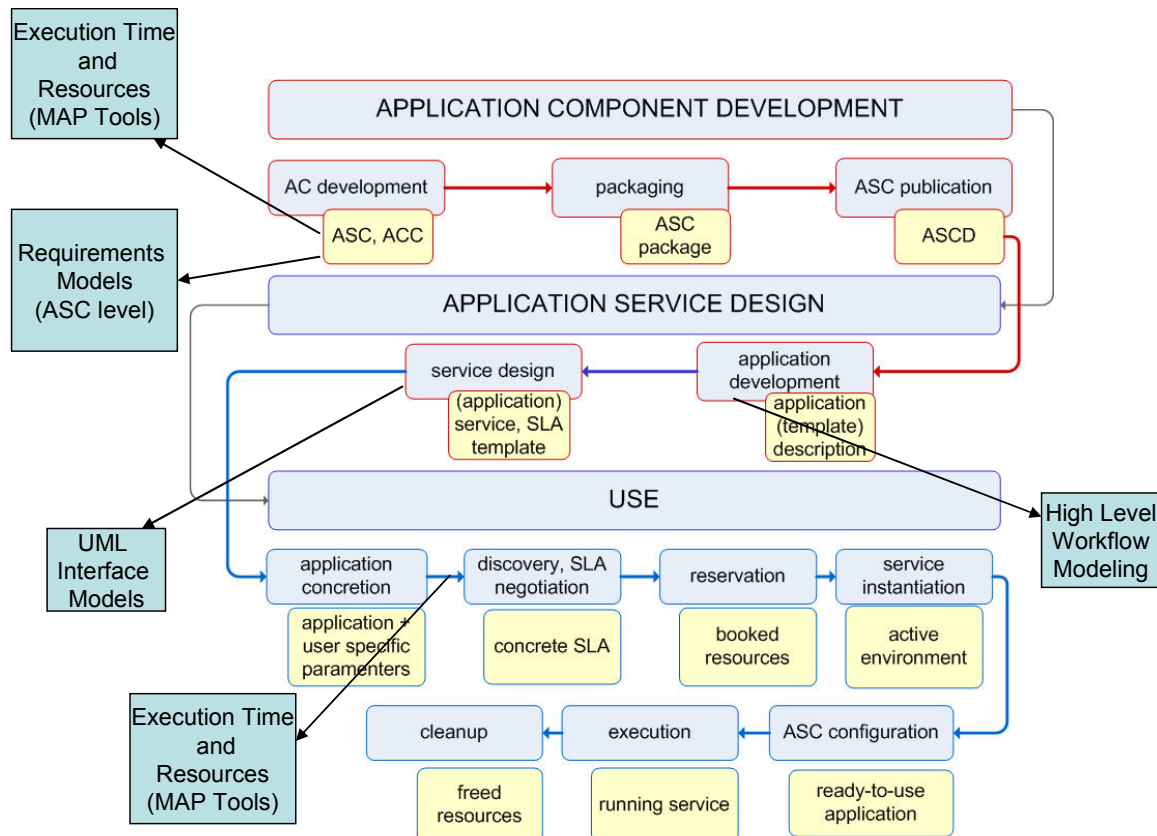 Execution Time
and
Resources
(MAP Tools)
APPLICATION COMPONENT DEVELOPMENT
AC development
packaging
ASC publication
ASC, ACC
ASC
package
ASCD
Requirements
Models
(ASC level)
APPLICATION SERVICE DESIGN
service design
application
development
(application)
service, SLA
template
application
(template)
description
USE
UML
Interface
Models
High Level
Workflow
Modeling
application
concretion
discovery, SLA
negotiation
reservation
service
instantiation
application +
user specific
paramenters
concrete SLA
booked
resources
active
environment
Execution Time
and
Resources
(MAP Tools)
cleanup
execution
ASC configuration
freed
resources
running service
ready-to-use
application